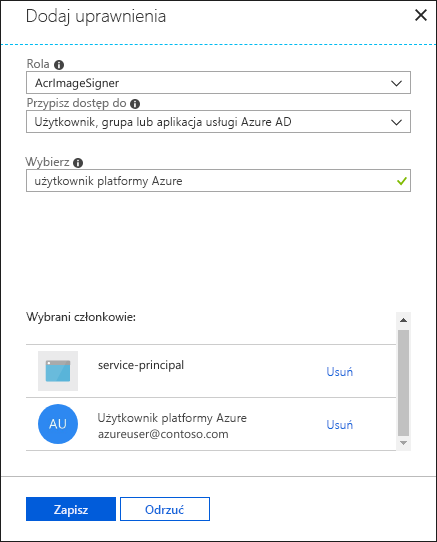 Dodaj uprawnienia
Rola
AcrImageSigner
Przypisz dostęp do
Użytkownik, grupa lub aplikacja usługi Azure AD
Wybierz
użytkownik platformy Azure
Wybrani członkowie:
service-principal
Usuń
AU
Użytkownik platformy Azure
azureuser@contoso.com
Usuń
Zapisz
Odrzuć